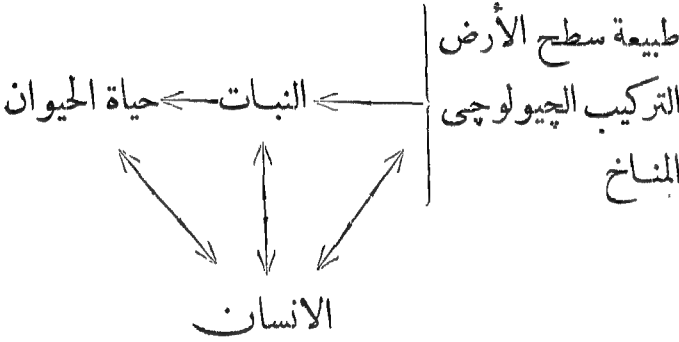 طبيعة سطح الأرض
التركيب الچيولوچى
المناخ
النبات
حياة الحيوان
الانسان